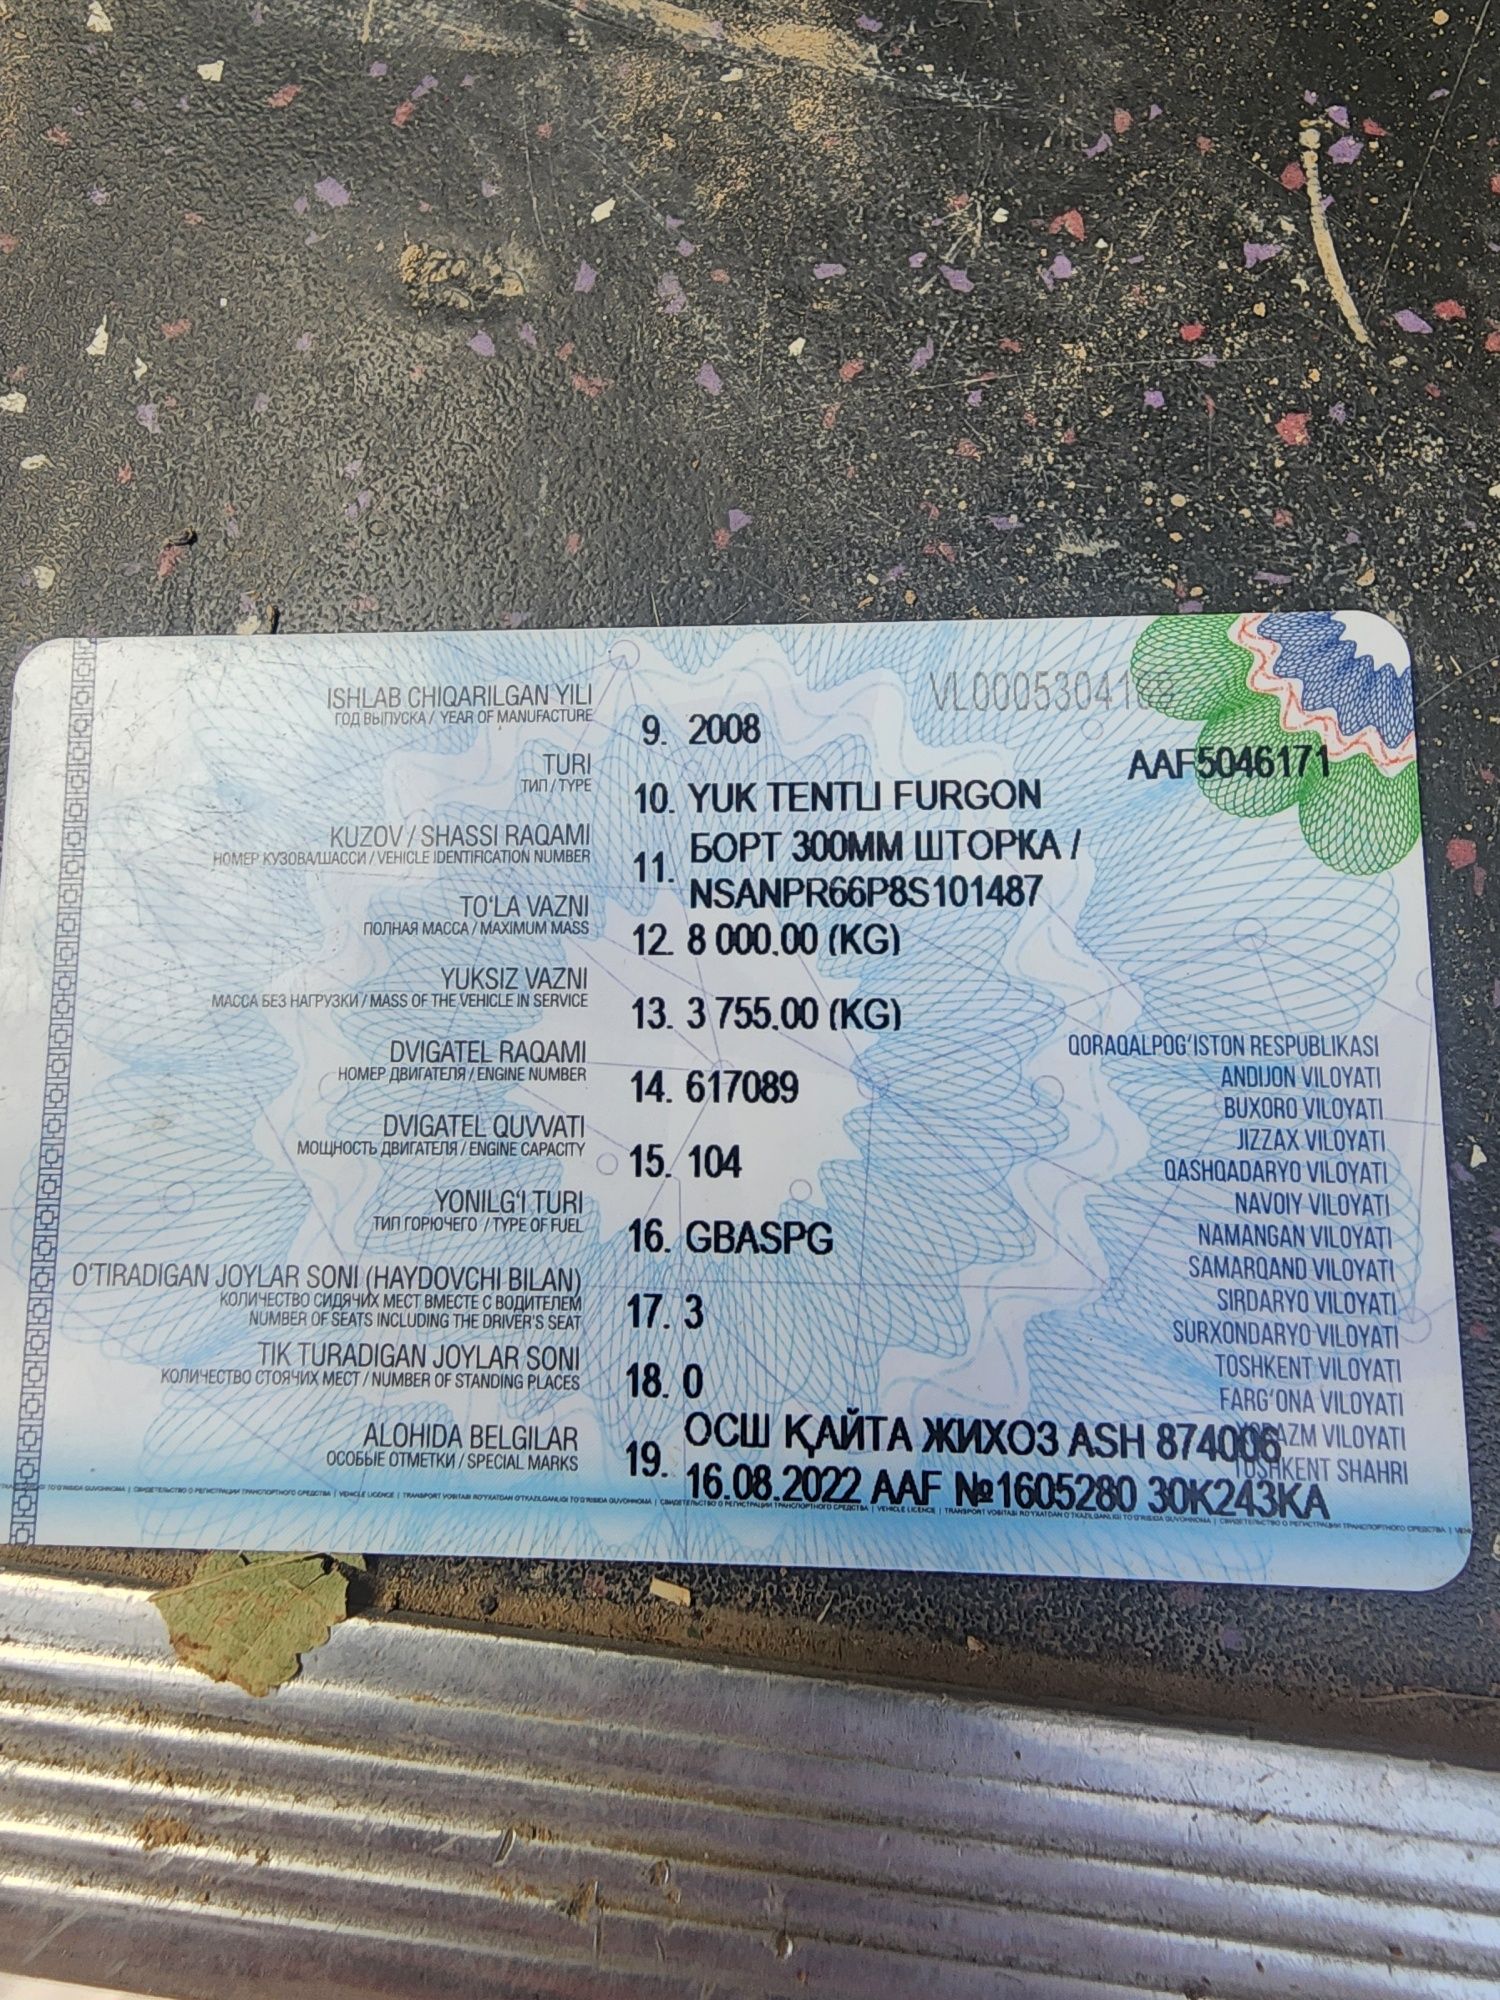 VL0005304189
AAF5046171
ISHLAB CHIQARILGAN YILI
ГОД ВЫПУСКА / YEAR OF MANUFACTURE
9. 2008
TURI
ТИП / TYPE
10. YUK TENTLI FURGON
KUZOV / SHASSI RAQAMI
НОМЕР КУЗОВА/ШАССИ / VEHICLE IDENTIFICATION NUMBER
11. БОРТ 300ММ ШТОРКА /
NSANPR66P8S101487
TO‘LA VAZNI
ПОЛНАЯ МАССА / MAXIMUM MASS
12. 8 000.00 (KG)
YUKSIZ VAZNI
МАССА БЕЗ НАГРУЗКИ / MASS OF THE VEHICLE IN SERVICE
13. 3 755.00 (KG)
DVIGATEL RAQAMI
НОМЕР ДВИГАТЕЛЯ / ENGINE NUMBER
14. 617089
DVIGATEL QUVVATI
МОЩНОСТЬ ДВИГАТЕЛЯ / ENGINE CAPACITY
15. 104
YONILG‘I TURI
ТИП ГОРЮЧЕГО / TYPE OF FUEL
16. GBASPG
O‘TIRADIGAN JOYLAR SONI (HAYDOVCHI BILAN)
КОЛИЧЕСТВО СИДЯЧИХ МЕСТ ВМЕСТЕ С ВОДИТЕЛЕМ
NUMBER OF SEATS INCLUDING THE DRIVER'S SEAT
17. 3
TIK TURADIGAN JOYLAR SONI
КОЛИЧЕСТВО СТОЯЧИХ МЕСТ / NUMBER OF STANDING PLACES
18. 0
ALOHIDA BELGILAR
ОСОБЫЕ ОТМЕТКИ / SPECIAL MARKS
19. ОСШ ҚАЙТА ЖИХОЗ ASH 874006
16.08.2022 AAF №1605280 30K243KA
QORAQALPOG‘ISTON RESPUBLIKASI
ANDIJON VILOYATI
BUXORO VILOYATI
JIZZAX VILOYATI
QASHQADARYO VILOYATI
NAVOIY VILOYATI
NAMANGAN VILOYATI
SAMARQAND VILOYATI
SIRDARYO VILOYATI
SURXONDARYO VILOYATI
TOSHKENT VILOYATI
FARG‘ONA VILOYATI
XORAZM VILOYATI
TOSHKENT SHAHRI